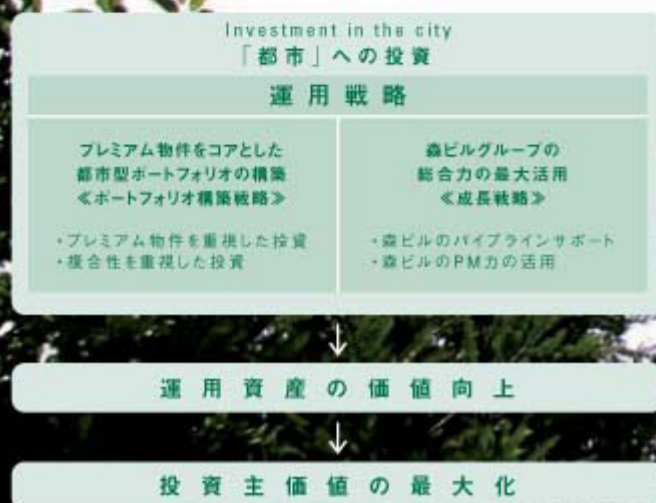 Investment in the city
「都市」への投資
運用戦略
プレミアム物件をコアとした
都市型ポートフォリオの構築
≪ポートフォリオ構築戦略≫
・プレミアム物件を重視した投資
・複合性を重視した投資
森ビルグループの
総合力の最大活用
≪成長戦略≫
・森ビルのパイプラインサポート
・森ビルのPM力の活用
↓
運用資産の価値向上
↓
投資主価値の最大化